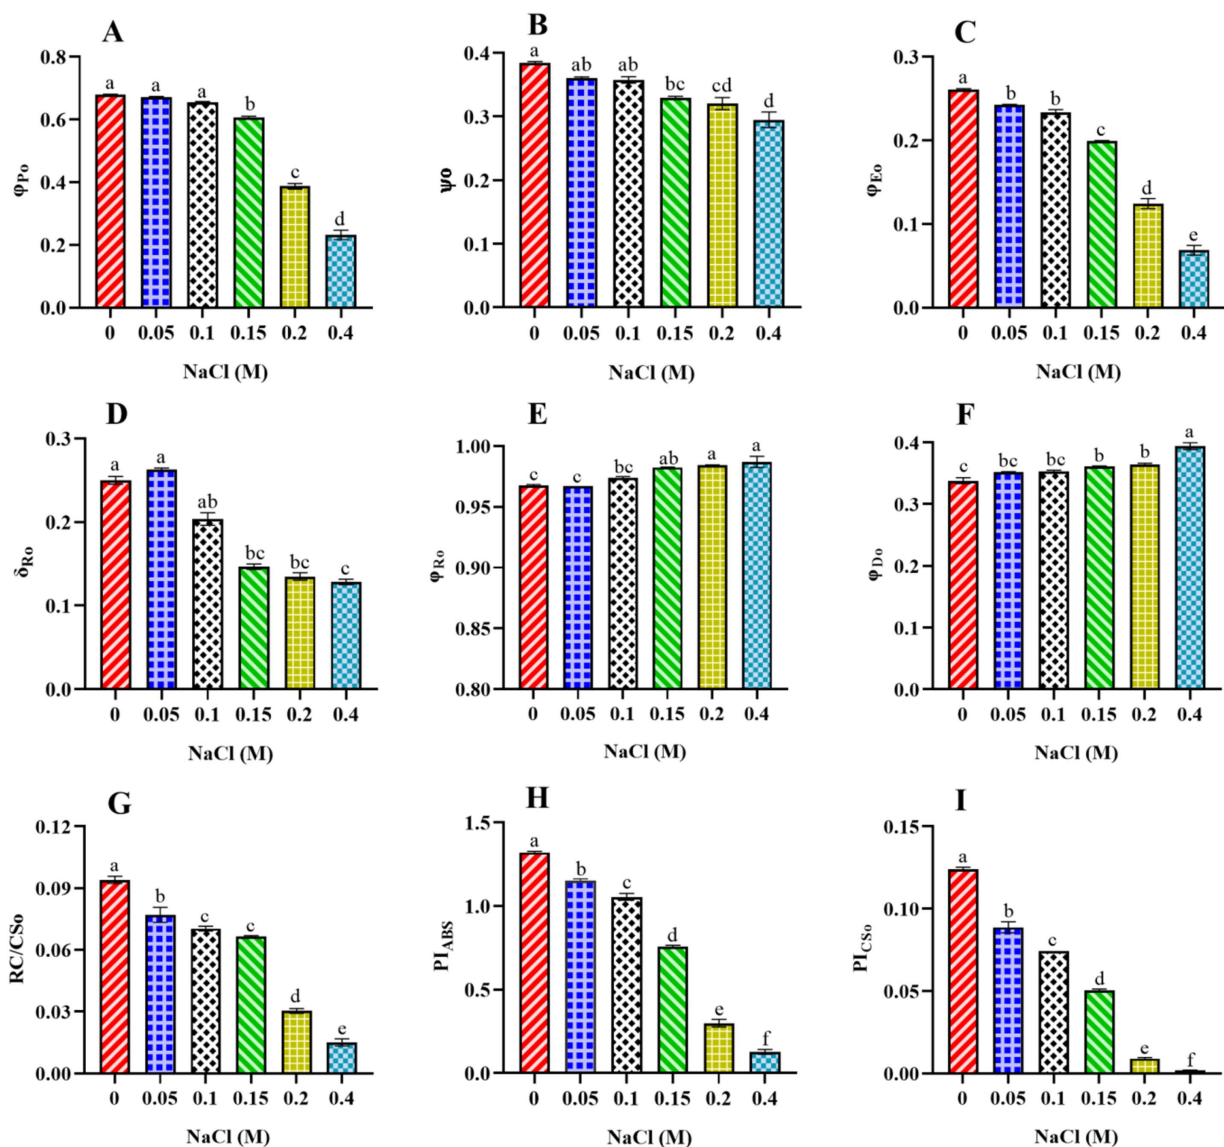 A
φPo
0.8
0.6
0.4
0.2
0.0
a a a b c d
0 0.05 0.1 0.15 0.2 0.4
NaCl (M)
B
ψo
0.4
0.3
0.2
0.1
0.0
a ab ab bc cd d
0 0.05 0.1 0.15 0.2 0.4
NaCl (M)
C
φEo
0.3
0.2
0.1
0.0
a b b c d e
0 0.05 0.1 0.15 0.2 0.4
NaCl (M)
D
δRo
0.3
0.2
0.1
0.0
a a ab bc bc c
0 0.05 0.1 0.15 0.2 0.4
NaCl (M)
E
φRo
1.00
0.95
0.90
0.85
0.80
c c bc ab a a
0 0.05 0.1 0.15 0.2 0.4
NaCl (M)
F
φDo
0.4
0.3
0.2
0.1
0.0
c bc bc b b a
0 0.05 0.1 0.15 0.2 0.4
NaCl (M)
G
RC/CSo
0.12
0.09
0.06
0.03
0.00
a b c c d e
0 0.05 0.1 0.15 0.2 0.4
NaCl (M)
H
PIABS
1.5
1.0
0.5
0.0
a b c d e f
0 0.05 0.1 0.15 0.2 0.4
NaCl (M)
I
PICSo
0.15
0.10
0.05
0.00
a b c d e f
0 0.05 0.1 0.15 0.2 0.4
NaCl (M)